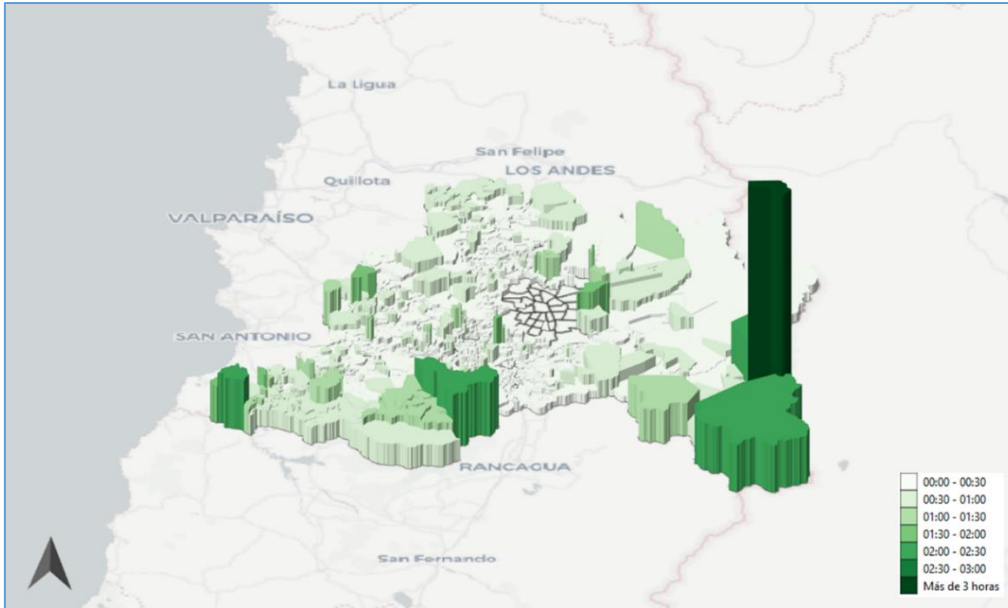 La Ligua
San Felipe
LOS ANDES
Quillota
VALPARAÍSO
SAN ANTONIO
RANCAGUA
San Fernando
00:00 - 00:30
00:30 - 01:00
01:00 - 01:30
01:30 - 02:00
02:00 - 02:30
02:30 - 03:00
Más de 3 horas